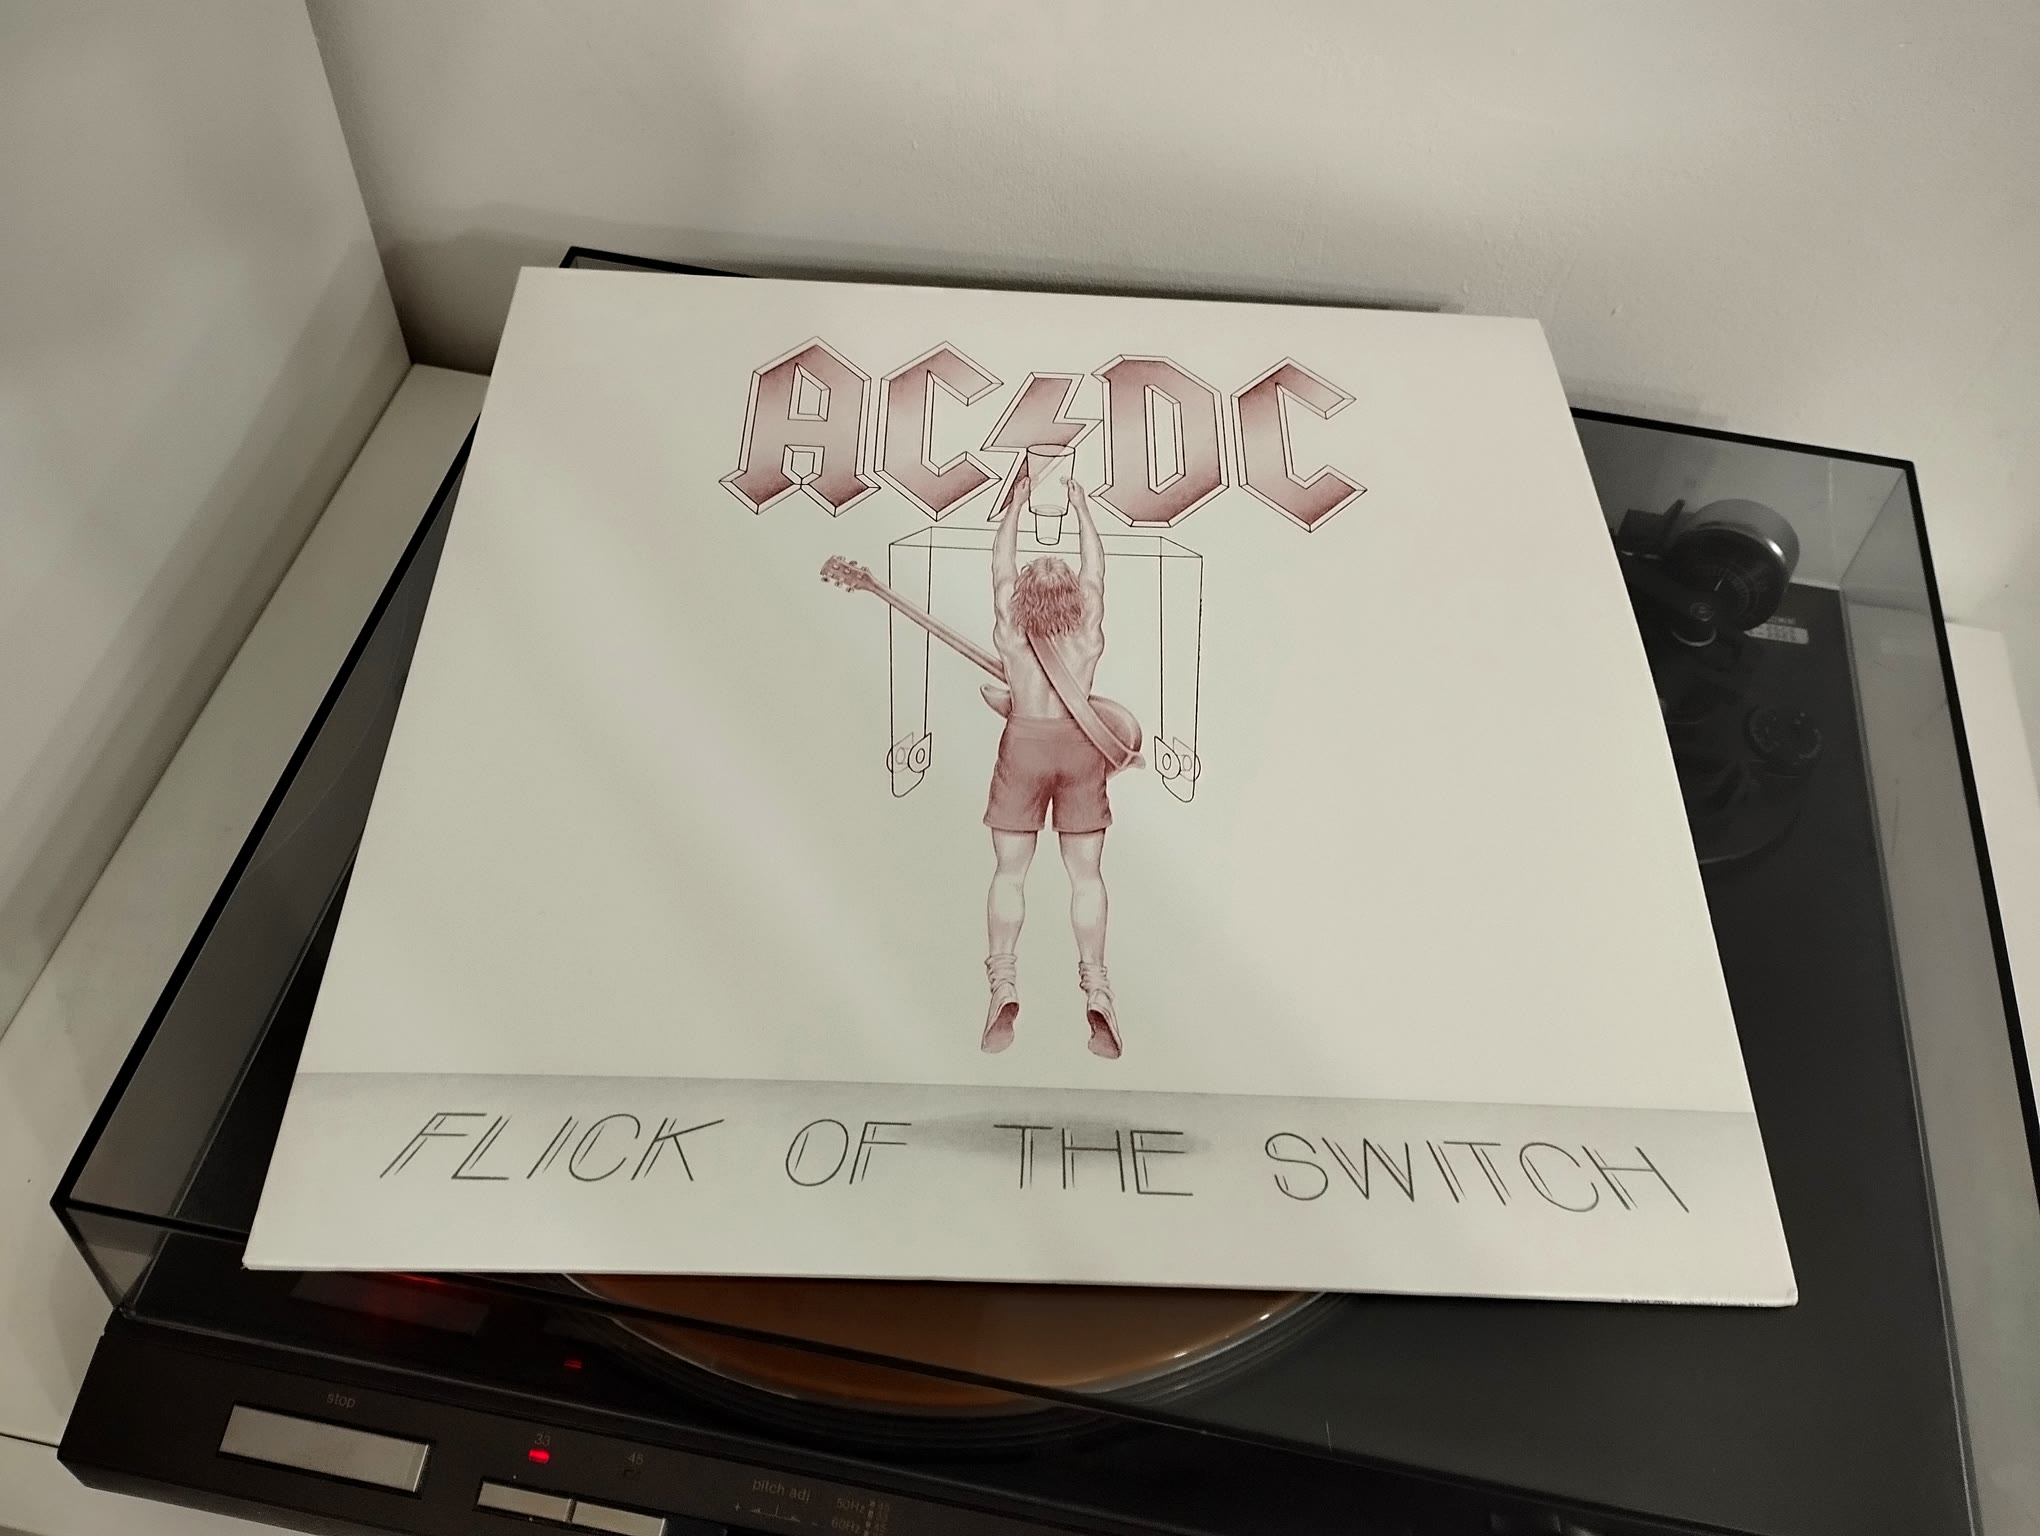 AC⚡DC
FLICK OF THE SWITCH
stop
33
45
pitch adj
+ -
50Hz
60Hz